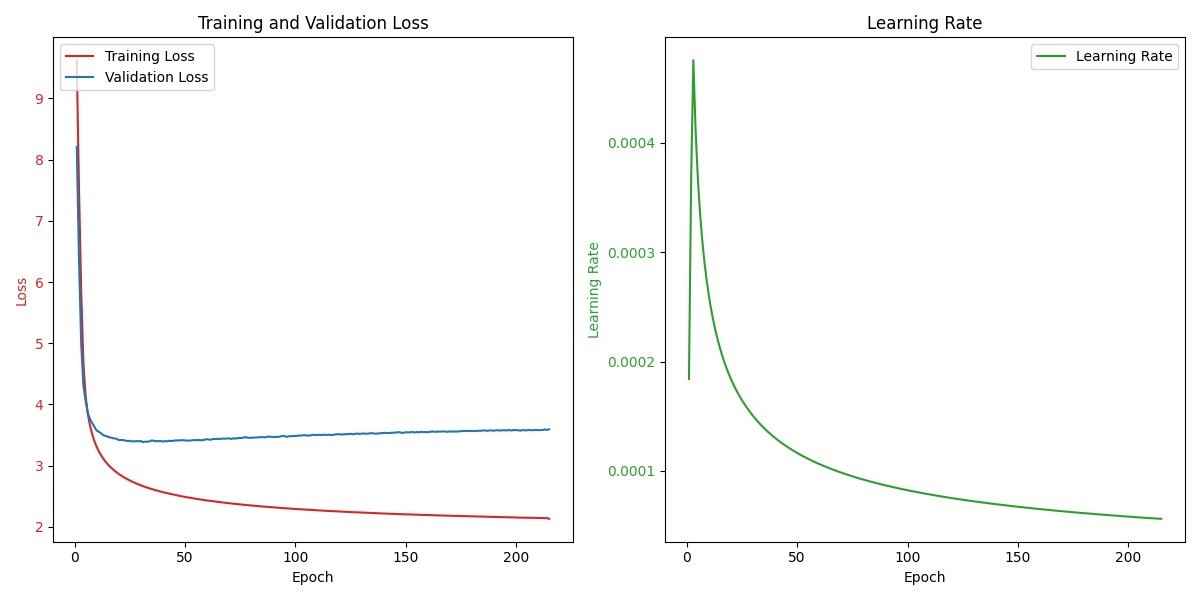 Training and Validation Loss
Training Loss
Validation Loss
9
8
7
6
5
4
3
2
Loss
0
50
100
150
200
Epoch
Learning Rate
Learning Rate
0.0004
0.0003
0.0002
0.0001
Learning Rate
0
50
100
150
200
Epoch